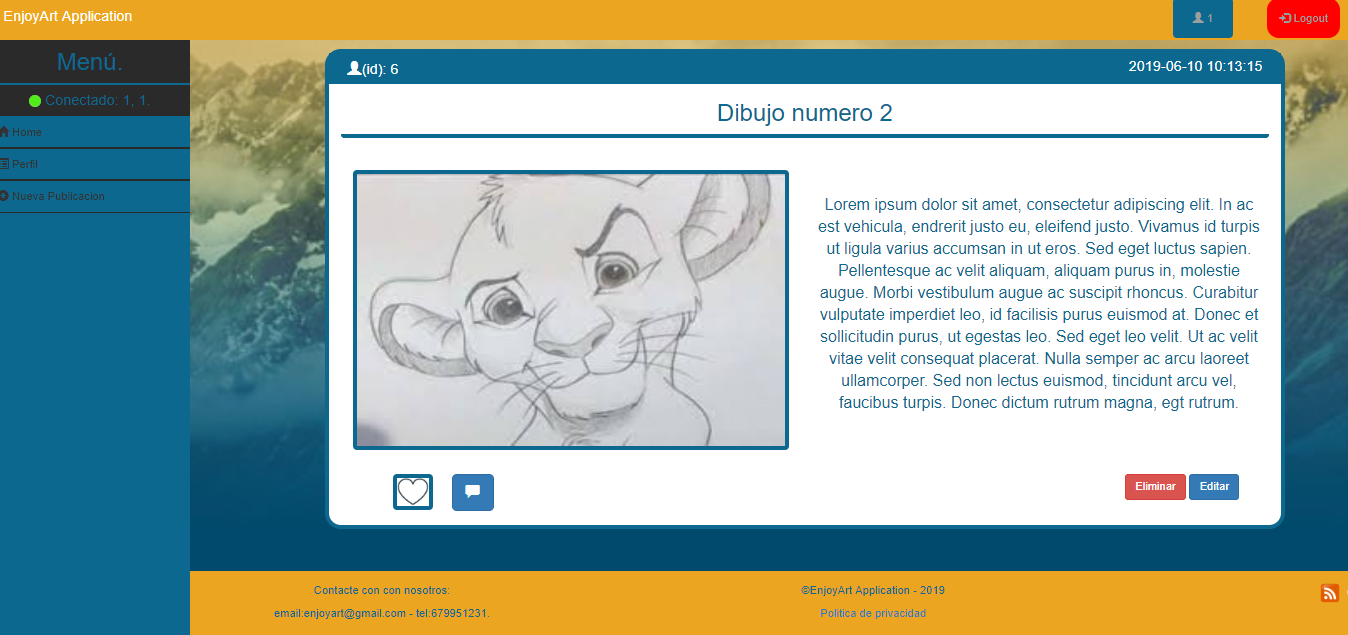 EnjoyArt Application
1
Logout
Menú.
Conectado: 1, 1.
Home
Perfil
Nueva Publicacion
(id): 6
2019-06-10 10:13:15
Dibujo numero 2
Lorem ipsum dolor sit amet, consectetur adipiscing elit. In ac
est vehicula, endrerit justo eu, eleifend justo. Vivamus id turpis
ut ligula varius accumsan in ut eros. Sed eget luctus sapien.
Pellentesque ac velit aliquam, aliquam purus in, molestie
augue. Morbi vestibulum augue ac suscipit rhoncus. Curabitur
vulputate imperdiet leo, id facilisis purus euismod at. Donec et
sollicitudin purus, ut egestas leo. Sed eget leo velit. Ut ac velit
vitae velit consequat placerat. Nulla semper ac arcu laoreet
ullamcorper. Sed non lectus euismod, tincidunt arcu vel,
faucibus turpis. Donec dictum rutrum magna, egt rutrum.
Eliminar
Editar
Contacte con con nosotros:
email:enjoyart@gmail.com - tel:679951231.
©EnjoyArt Application - 2019
Politica de privacidad